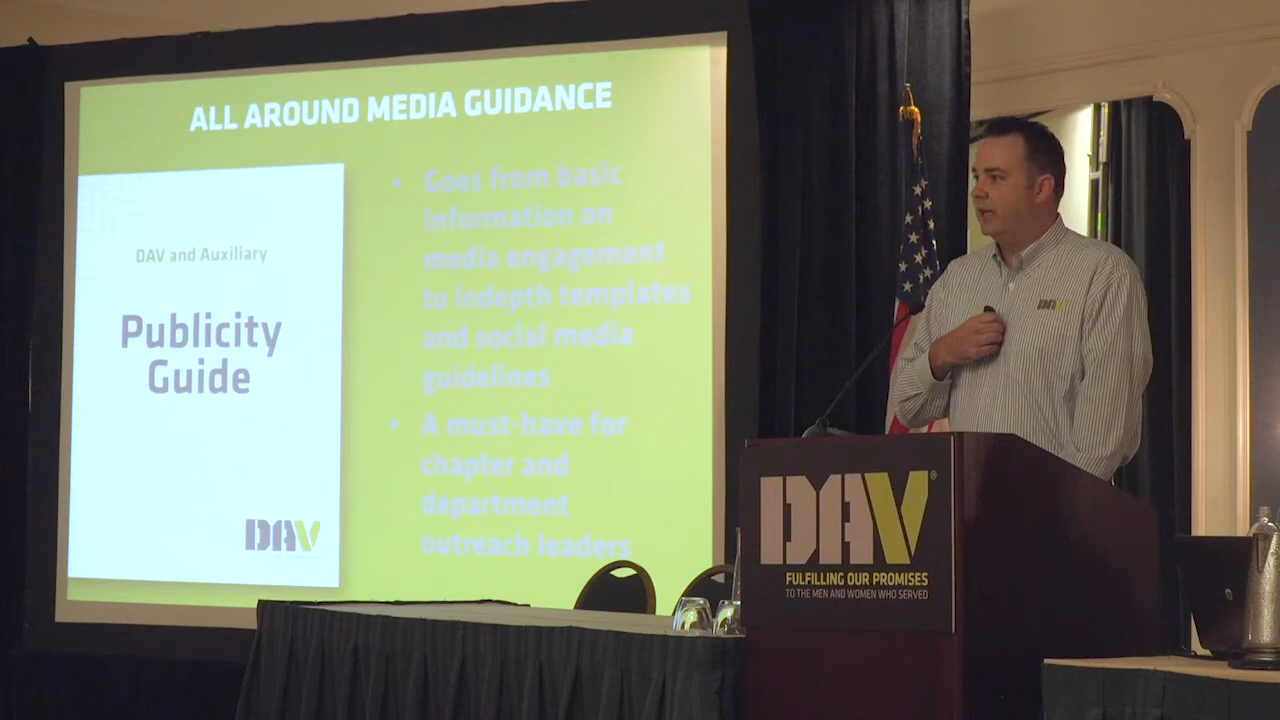 ALL AROUND MEDIA GUIDANCE
DAV and Auxiliary
Publicity
Guide
DAV
• Goes from basic
information on
media engagement
to indepth templates
and social media
guidelines
• A must-have for
chapter and
department
outreach leaders
DAV
DAV®
FULFILLING OUR PROMISES
TO THE MEN AND WOMEN WHO SERVED